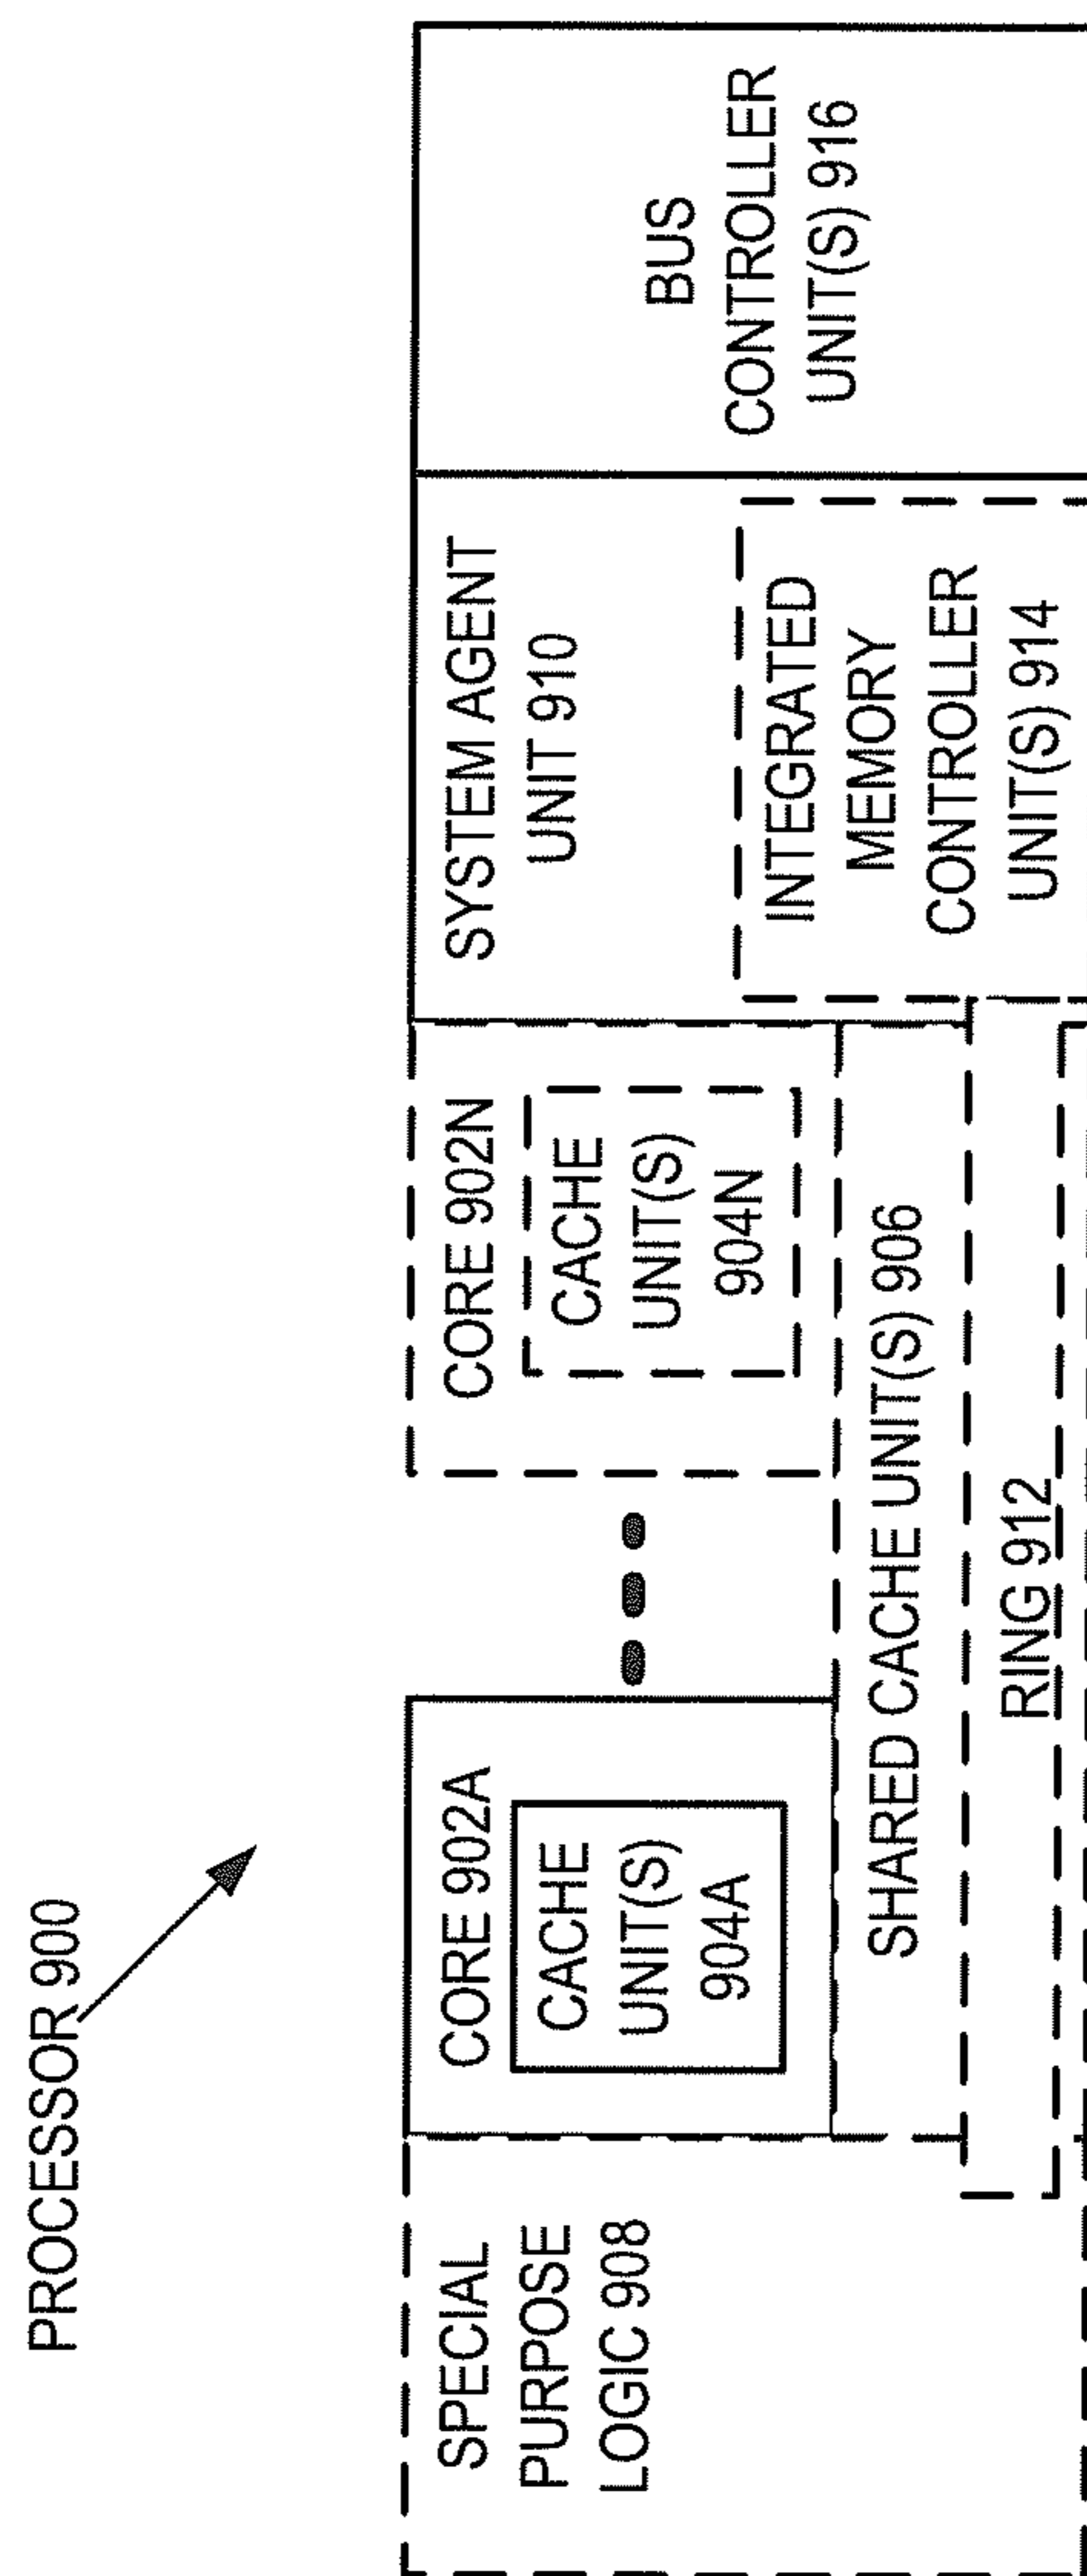 PROCESSOR 900
SPECIAL
PURPOSE
LOGIC 908
CORE 902A
CACHE
UNIT(S)
904A
CORE 902N
CACHE
UNIT(S)
904N
SHARED CACHE UNIT(S) 906
RING 912
SYSTEM AGENT
UNIT 910
INTEGRATED
MEMORY
CONTROLLER
UNIT(S) 914
BUS
CONTROLLER
UNIT(S) 916